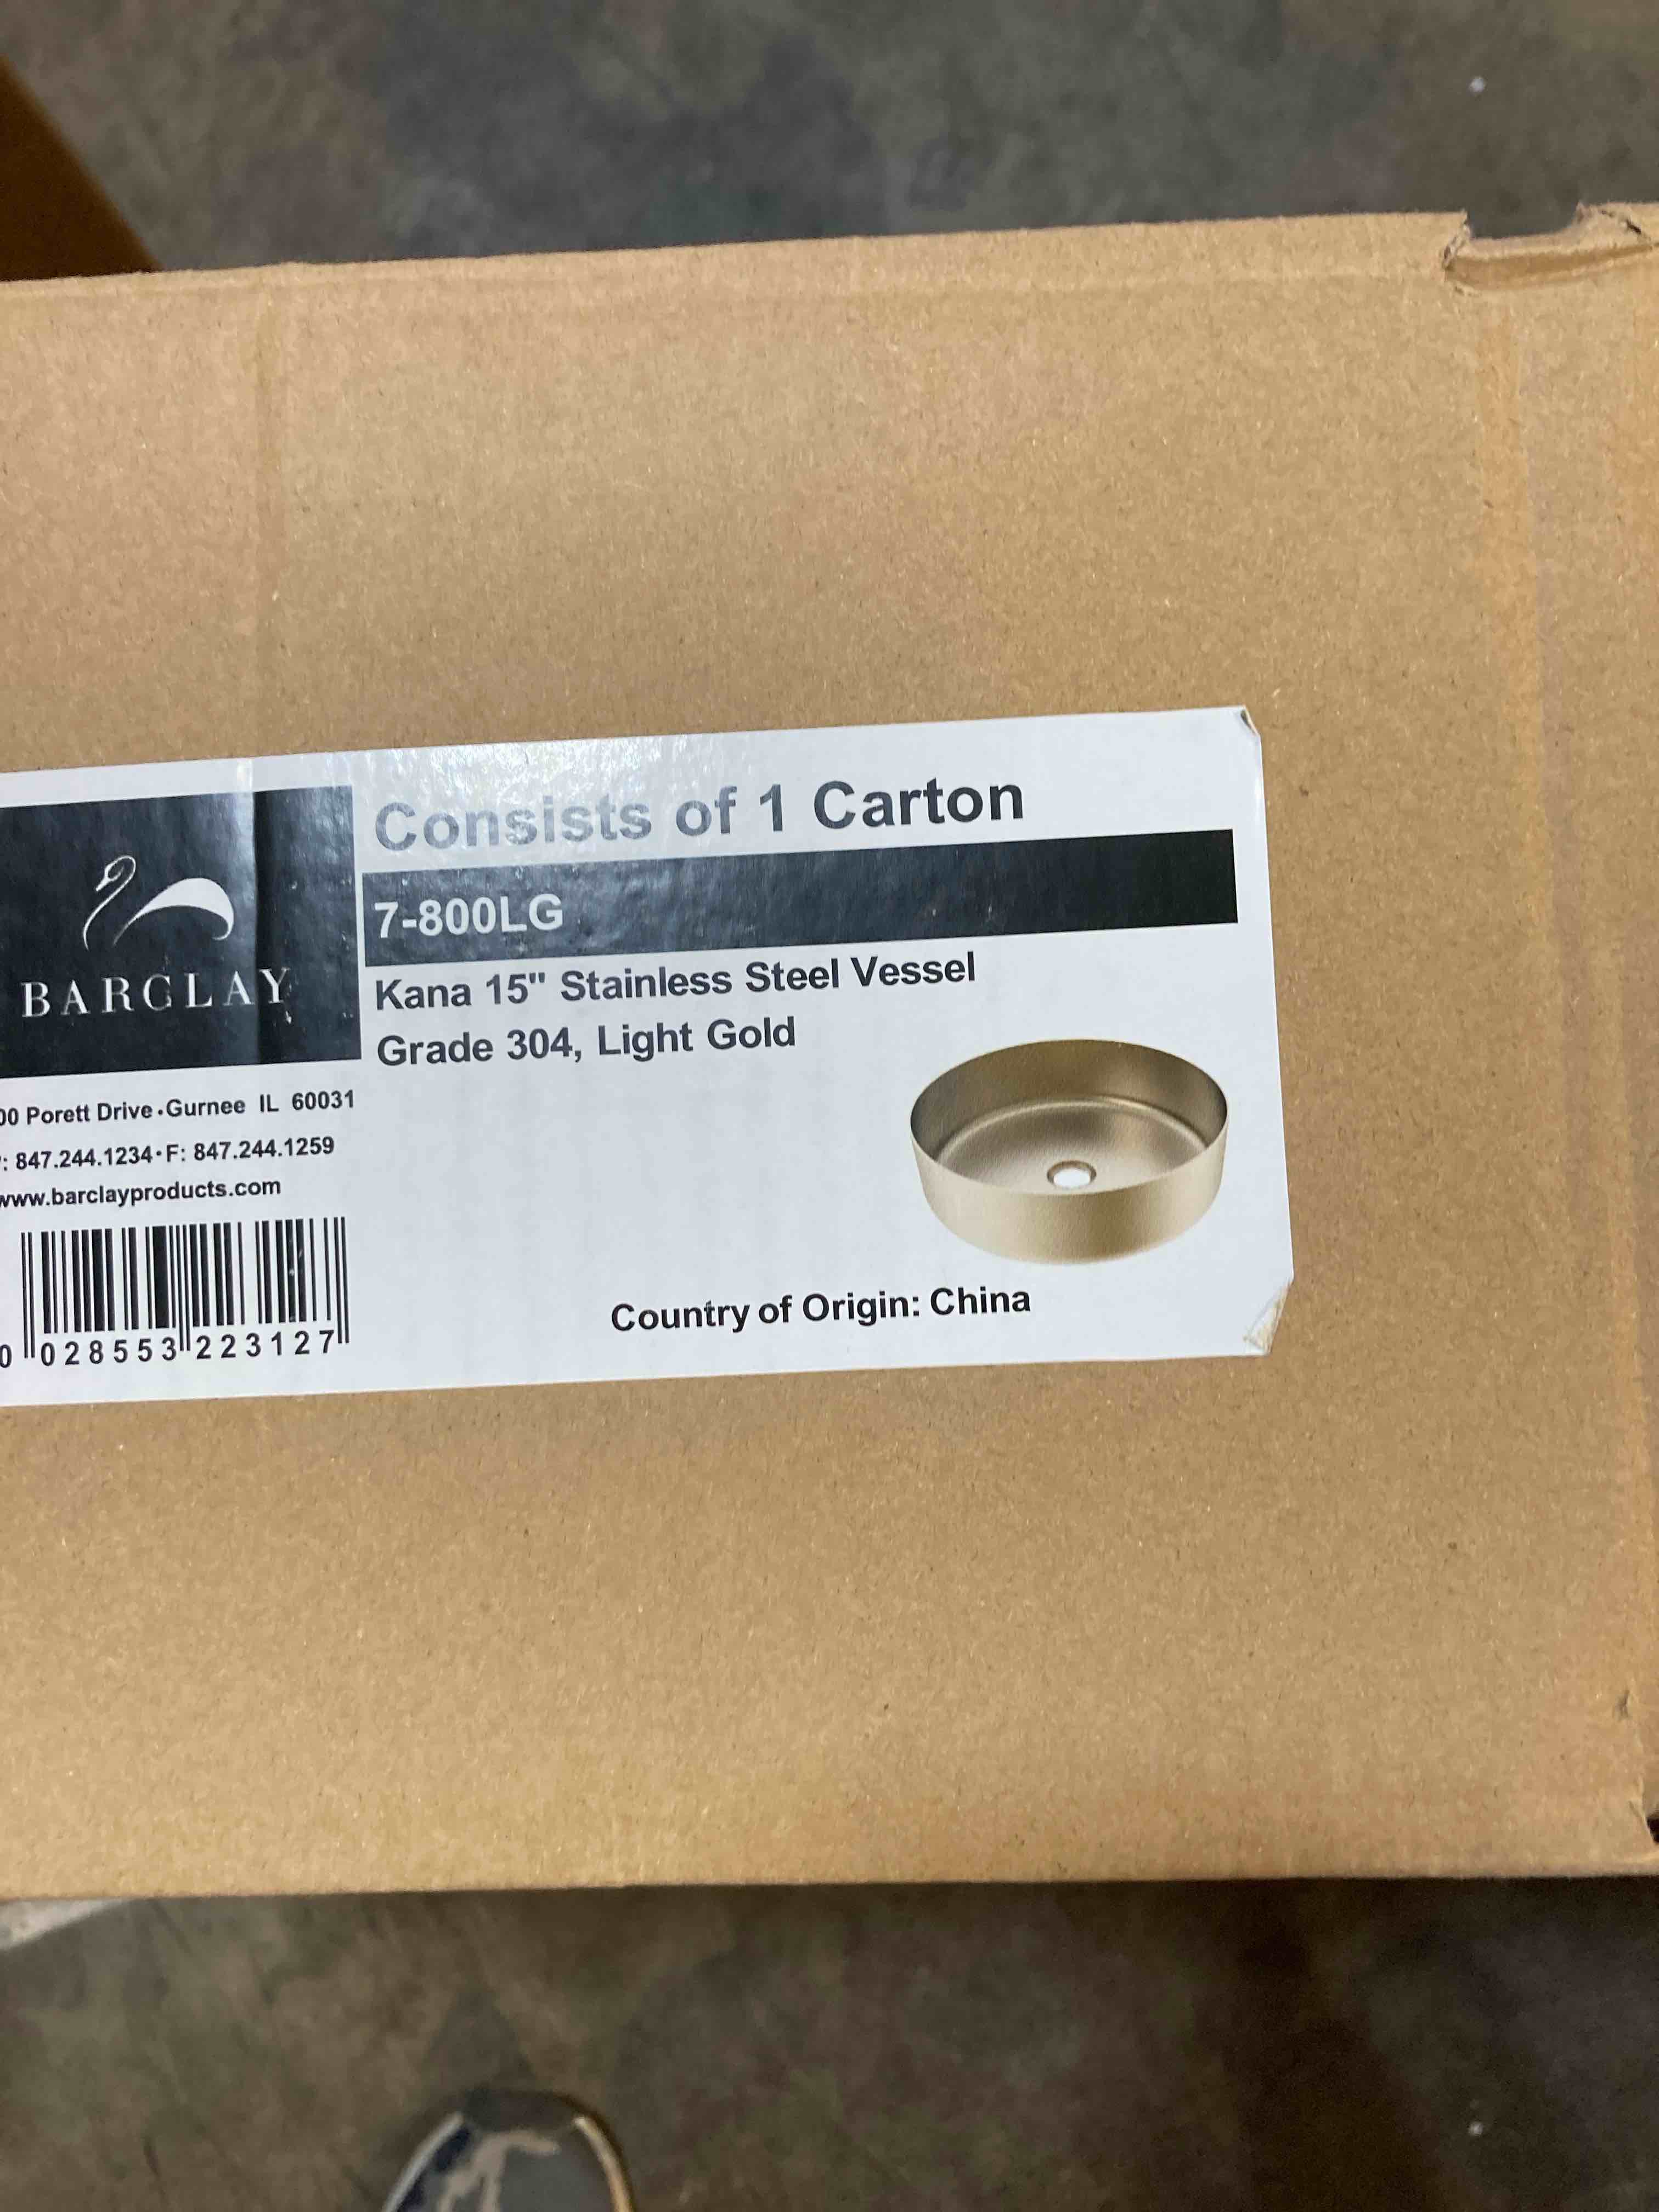 Consists of 1 Carton
7-800LG
Kana 15" Stainless Steel Vessel
Grade 304, Light Gold
BARCLAY
00 Porett Drive•Gurnee IL 60031
: 847.244.1234•F: 847.244.1259
www.barclayproducts.com
0 028553 223127
Country of Origin: China